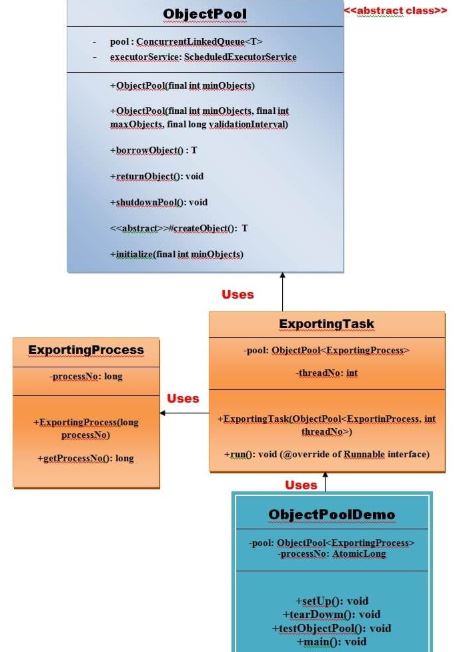 ObjectPool
<<abstract class>>
- pool : ConcurrentLinkedQueue<T>
- executorService: ScheduledExecutorService
+ObjectPool(final int minObjects)
+ObjectPool(final int minObjects, final int
maxObjects, final long validationInterval)
+borrowObject() : T
+returnObject(): void
+shutdownPool(): void
<<abstract>>#createObject(): T
+initialize(final int minObjects)
Uses
ExportingTask
-pool: ObjectPool<ExportingProcess>
-threadNo: int
+ExportingTask(ObjectPool<ExportinProcess, int
threadNo>)
+run(): void (@override of Runnable interface)
ExportingProcess
-processNo: long
+ExportingProcess(long
processNo)
+getProcessNo(): long
Uses
Uses
ObjectPoolDemo
-pool: ObjectPool<ExportingProcess>
-processNo: AtomicLong
+setUp(): void
+tearDowm(): void
+testObjectPool(): void
+main(): void